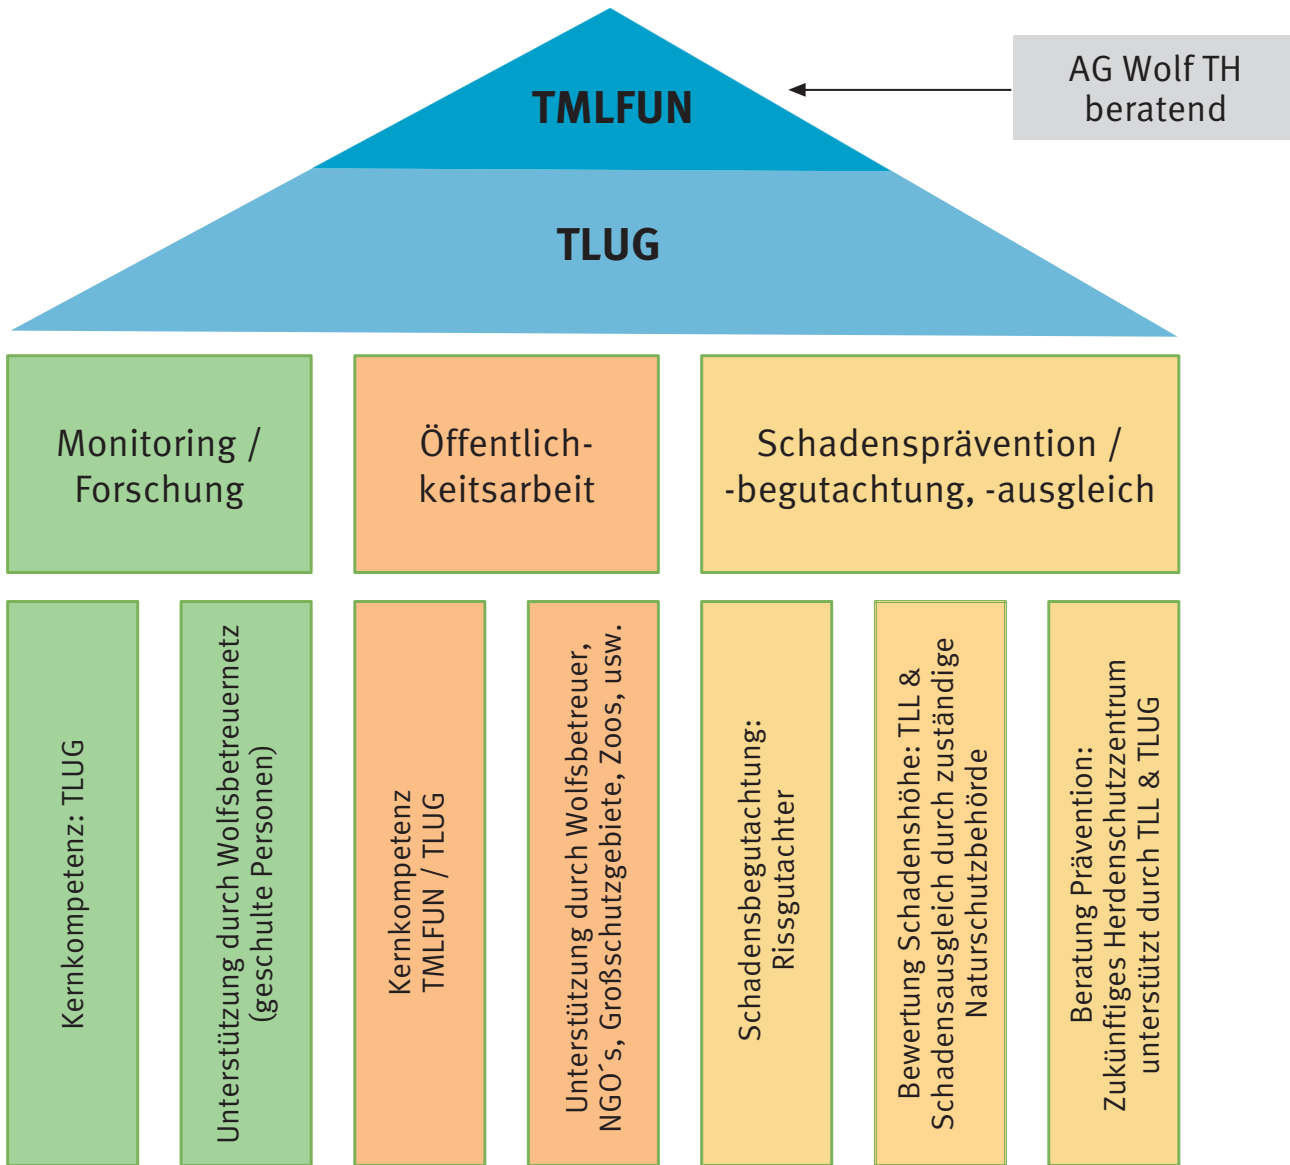 TMLFUN
AG Wolf TH
beratend
TLUG
Monitoring /
Forschung
Öffentlich-
keitsarbeit
Schadensprävention /
-begutachtung, -ausgleich
Kernkompetenz: TLUG
Unterstützung durch Wolfsbetreuernetz
(geschulte Personen)
Kernkompetenz
TMLFUN / TLUG
Unterstützung durch Wolfsbetreuer,
NGO´s, Großschutzgebiete, Zoos, usw.
Schadensbegutachtung:
Rissgutachter
Bewertung Schadenshöhe: TLL &
Schadensausgleich durch zuständige
Naturschutzbehörde
Beratung Prävention:
Zukünftiges Herdenschutzzentrum
unterstützt durch TLL & TLUG